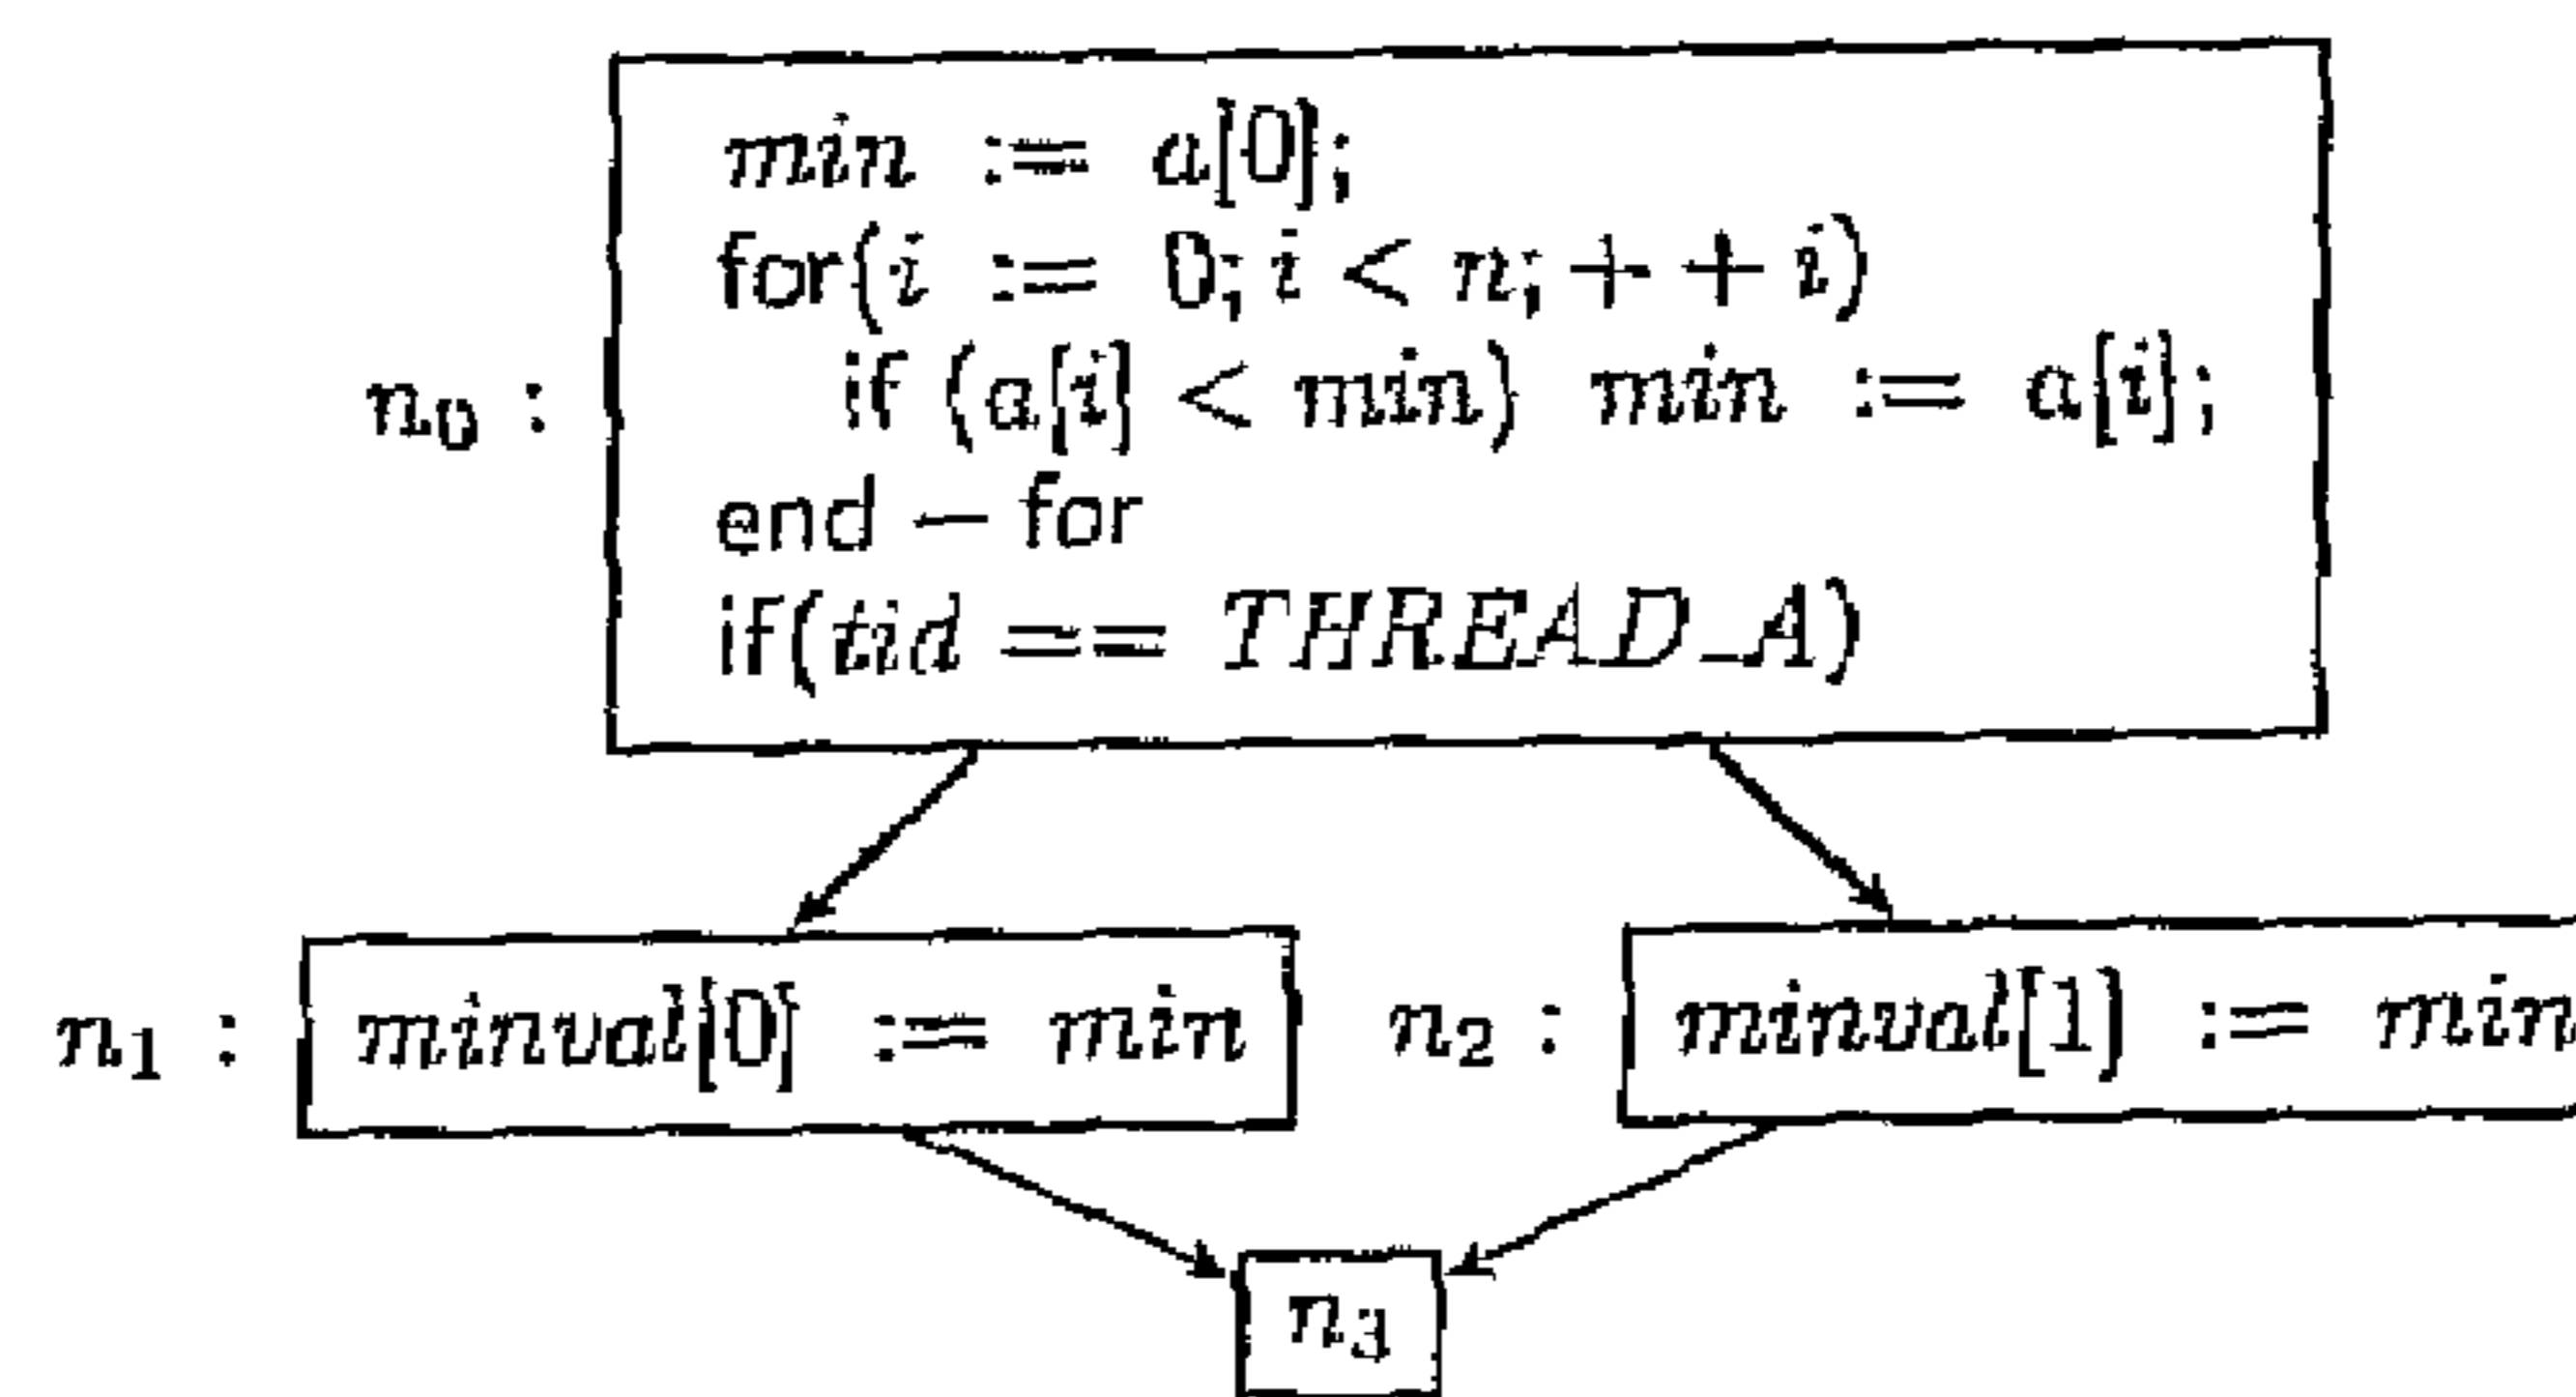 min := a[0];
for(i := 0; i < n; + + i)
if (a[i] < min) min := a[i];
n₀ :
end − for
if(tid == THREAD_A)
n₁ : minval[0] := min n₂ : minval[1] := min
n₃